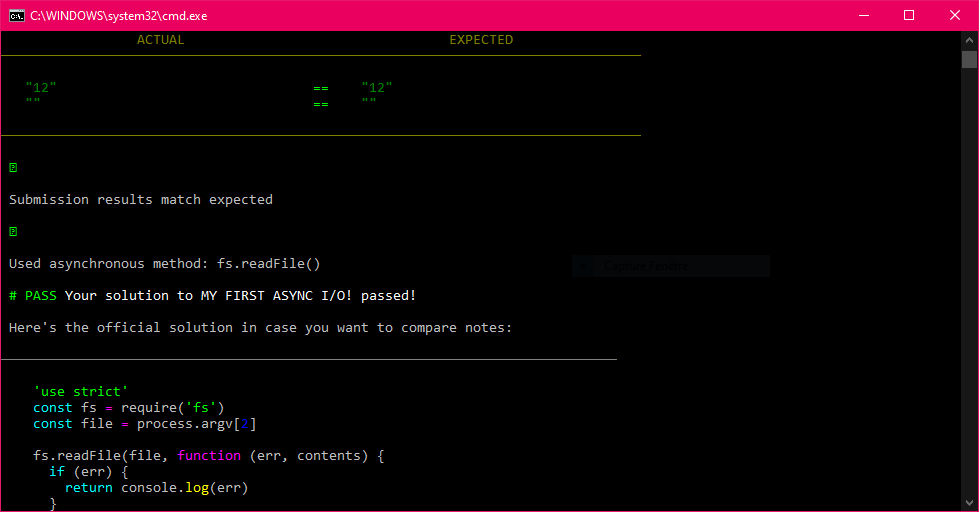 C:\WINDOWS\system32\cmd.exe
ACTUAL EXPECTED
"12" == "12"
"" == ""
Submission results match expected
Used asynchronous method: fs.readFile()
# PASS Your solution to MY FIRST ASYNC I/O! passed!
Here's the official solution in case you want to compare notes:
'use strict'
const fs = require('fs')
const file = process.argv[2]
fs.readFile(file, function (err, contents) {
if (err) {
return console.log(err)
}